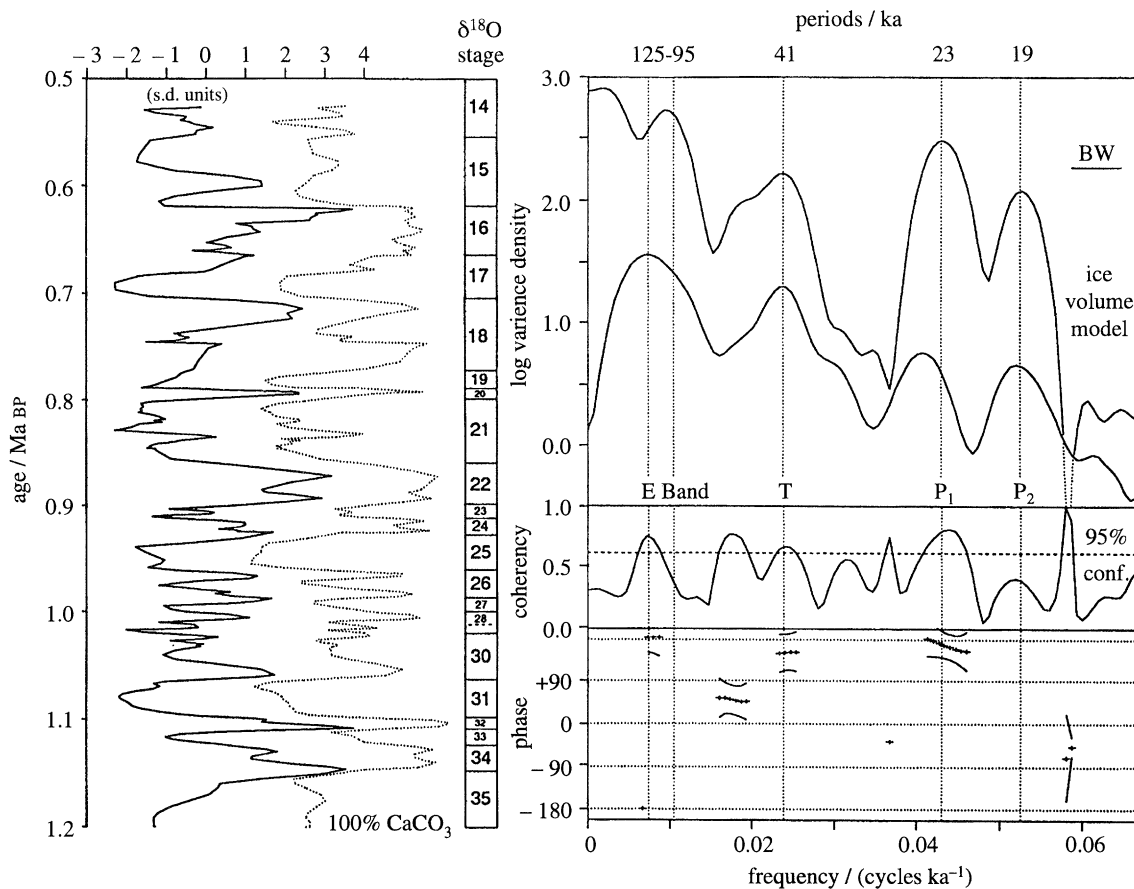 δ¹⁸O
stage
−3 −2 −1 0 1 2 3 4
(s.d. units)
0.5
0.6
0.7
0.8
0.9
1.0
1.1
1.2
age / Ma BP
14
15
16
17
18
19
20
21
22
23
24
25
26
27
28
30
31
32
33
34
35
100% CaCO₃
periods / ka
125-95 41 23 19
3.0
2.0
1.0
0.0
log varience density
BW
ice
volume
model
E Band T P₁ P₂
1.0
0.5
0.0
coherency
95%
conf.
+90
0
−90
−180
phase
0 0.02 0.04 0.06
frequency / (cycles ka⁻¹)